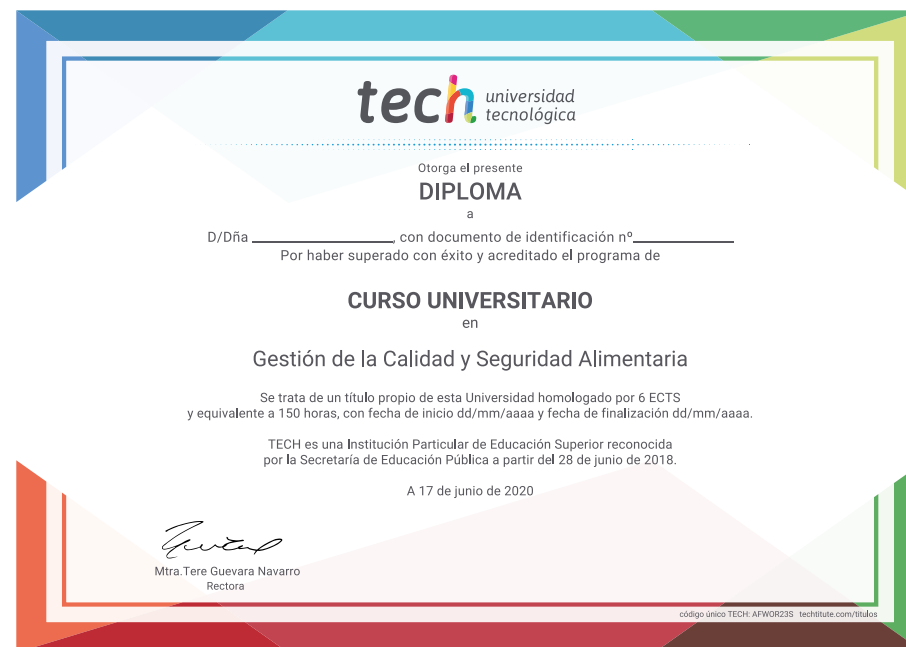 tech universidad
tecnológica
Otorga el presente
DIPLOMA
a
D/Dña ____________________, con documento de identificación nº______________
Por haber superado con éxito y acreditado el programa de
CURSO UNIVERSITARIO
en
Gestión de la Calidad y Seguridad Alimentaria
Se trata de un título propio de esta Universidad homologado por 6 ECTS
y equivalente a 150 horas, con fecha de inicio dd/mm/aaaa y fecha de finalización dd/mm/aaaa.
TECH es una Institución Particular de Educación Superior reconocida
por la Secretaría de Educación Pública a partir del 28 de junio de 2018.
A 17 de junio de 2020
Mtra.Tere Guevara Navarro
Rectora
código único TECH: AFWOR23S techtitute.com/titulos